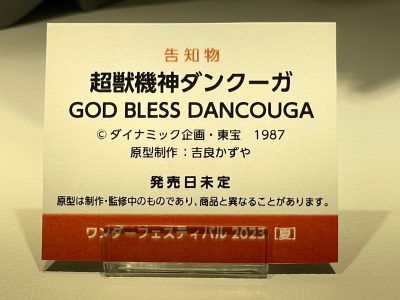 告知物
超獣機神ダンクーガ
GOD BLESS DANCOUGA
©ダイナミック企画・東宝 1987
原型制作：吉良かずや
発売日未定
原型は制作・監修中のものであり、商品と異なることがあります。
ワンダーフェスティバル 2023［夏］